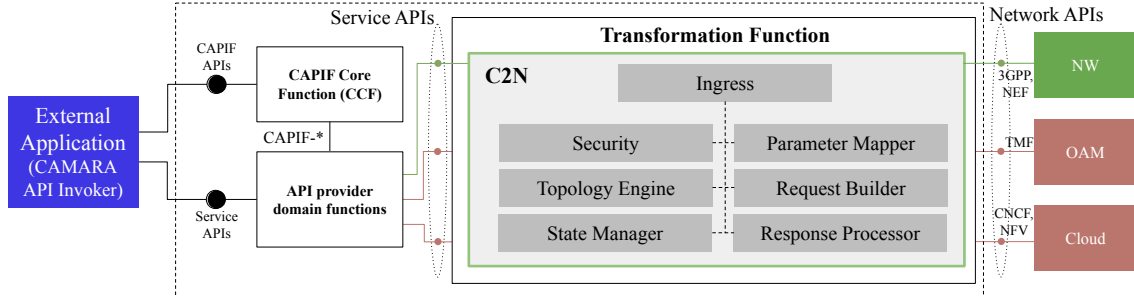 Service APIs
Network APIs
Transformation Function
CAPIF
APIs
CAPIF Core
Function (CCF)
C2N
Ingress
NW
3GPP,
NEF
External
Application
(CAMARA
API Invoker)
CAPIF-*
Security
Parameter Mapper
TMF
OAM
API provider
domain functions
Topology Engine
Request Builder
Service
APIs
State Manager
Response Processor
CNCF,
NFV
Cloud